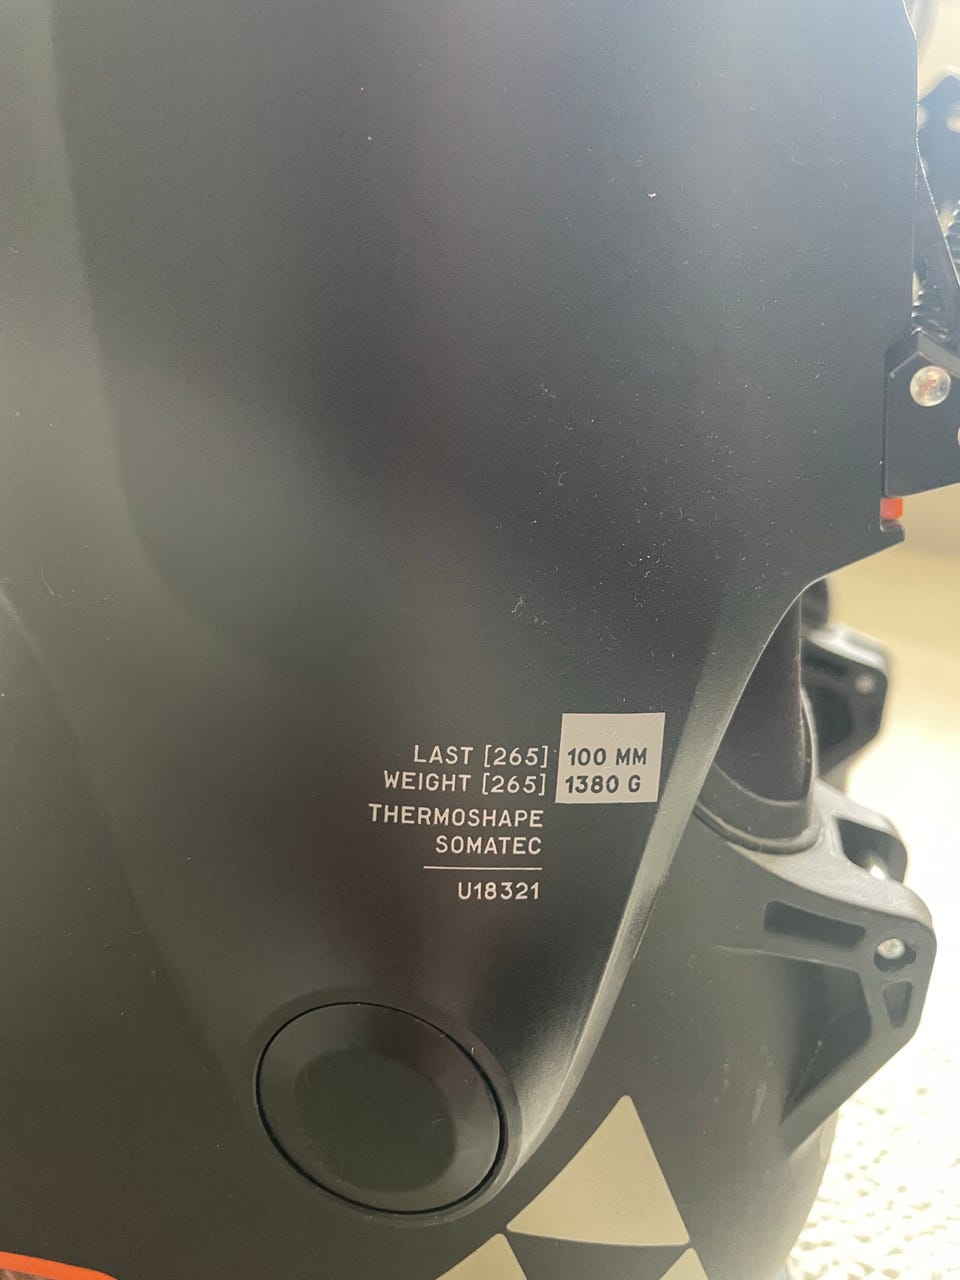 LAST [265] 100 MM
WEIGHT [265] 1380 G
THERMOSHAPE
SOMATEC
U18321